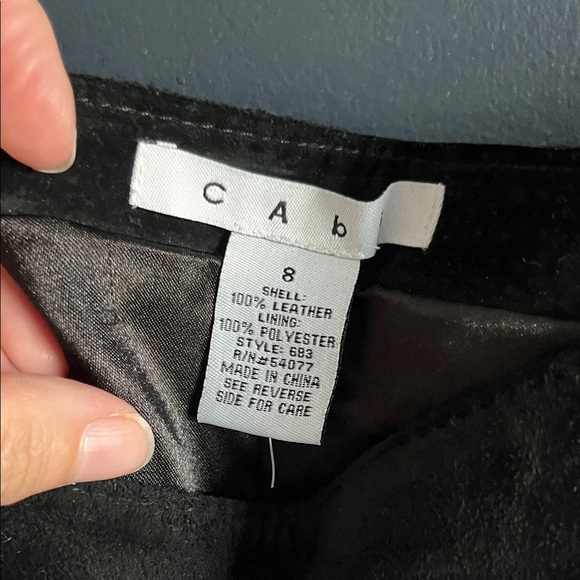 C A b
8
SHELL:
100% LEATHER
LINING:
100% POLYESTER
STYLE: 683
R/N#54077
MADE IN CHINA
SEE REVERSE
SIDE FOR CARE